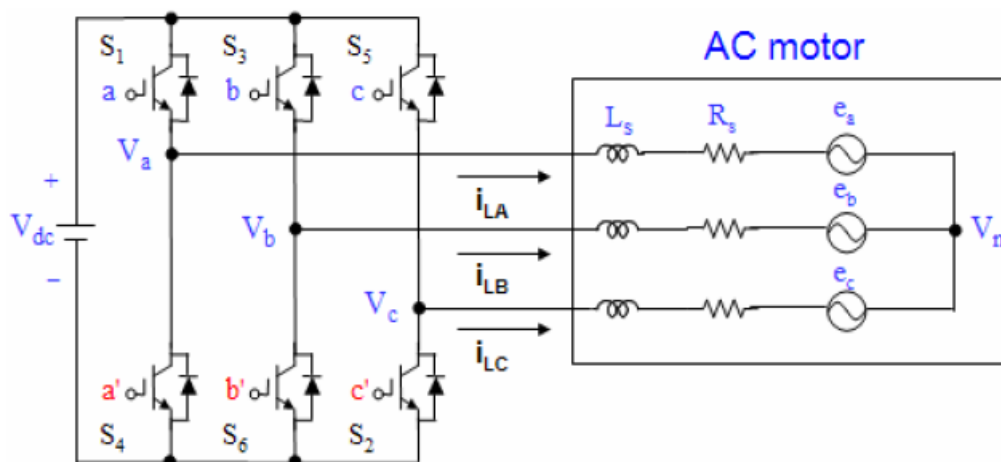 AC motor
S1 S3 S5
a b c
Ls Rs ea
Va
iLA
+
Vdc
−
Vb
eb
Vn
iLB
Vc
ec
iLC
a' b' c'
S4 S6 S2